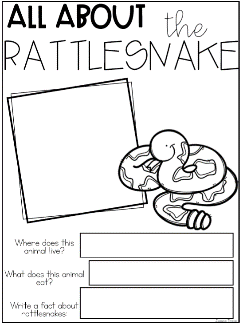 ALL ABOUT the
RATTLESNAKE
Where does this
animal live?
What does this animal
eat?
Write a fact about
rattlesnakes!